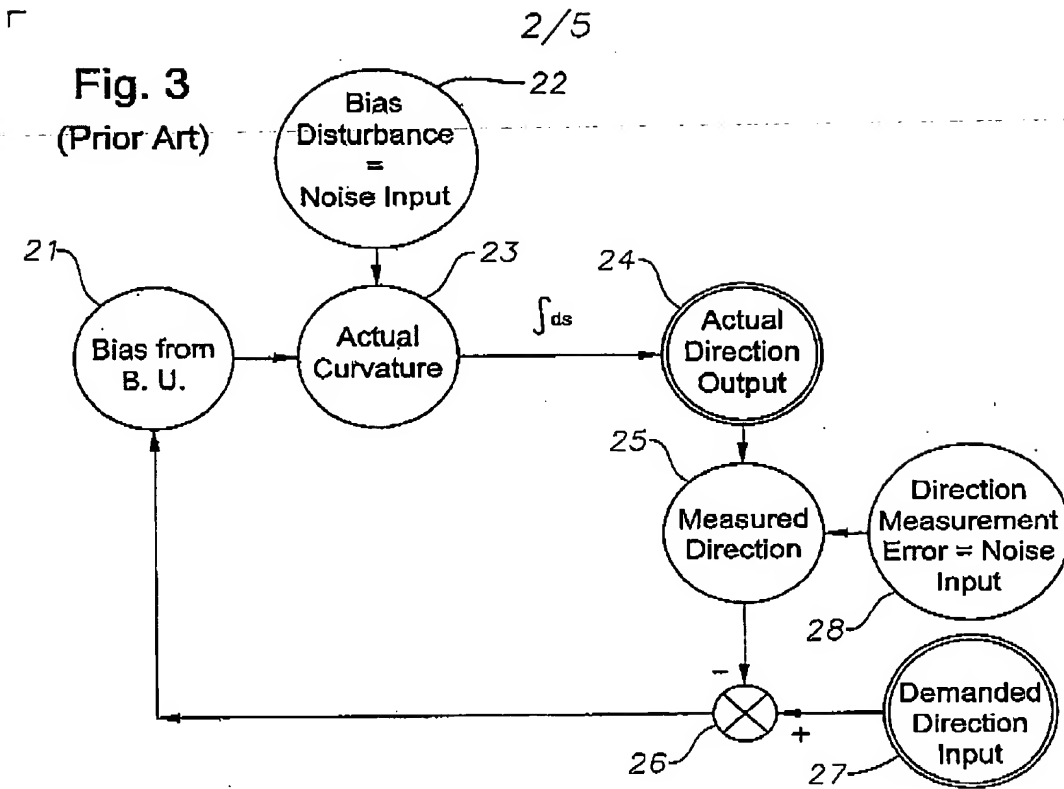 2/5
Fig. 3
(Prior Art)
22
Bias
Disturbance
=
Noise Input
21
23
24
Bias from
B. U.
Actual
Curvature
∫ds
Actual
Direction
Output
25
Measured
Direction
Direction
Measurement
Error = Noise
Input
28
-
+
26
Demanded
Direction
Input
27